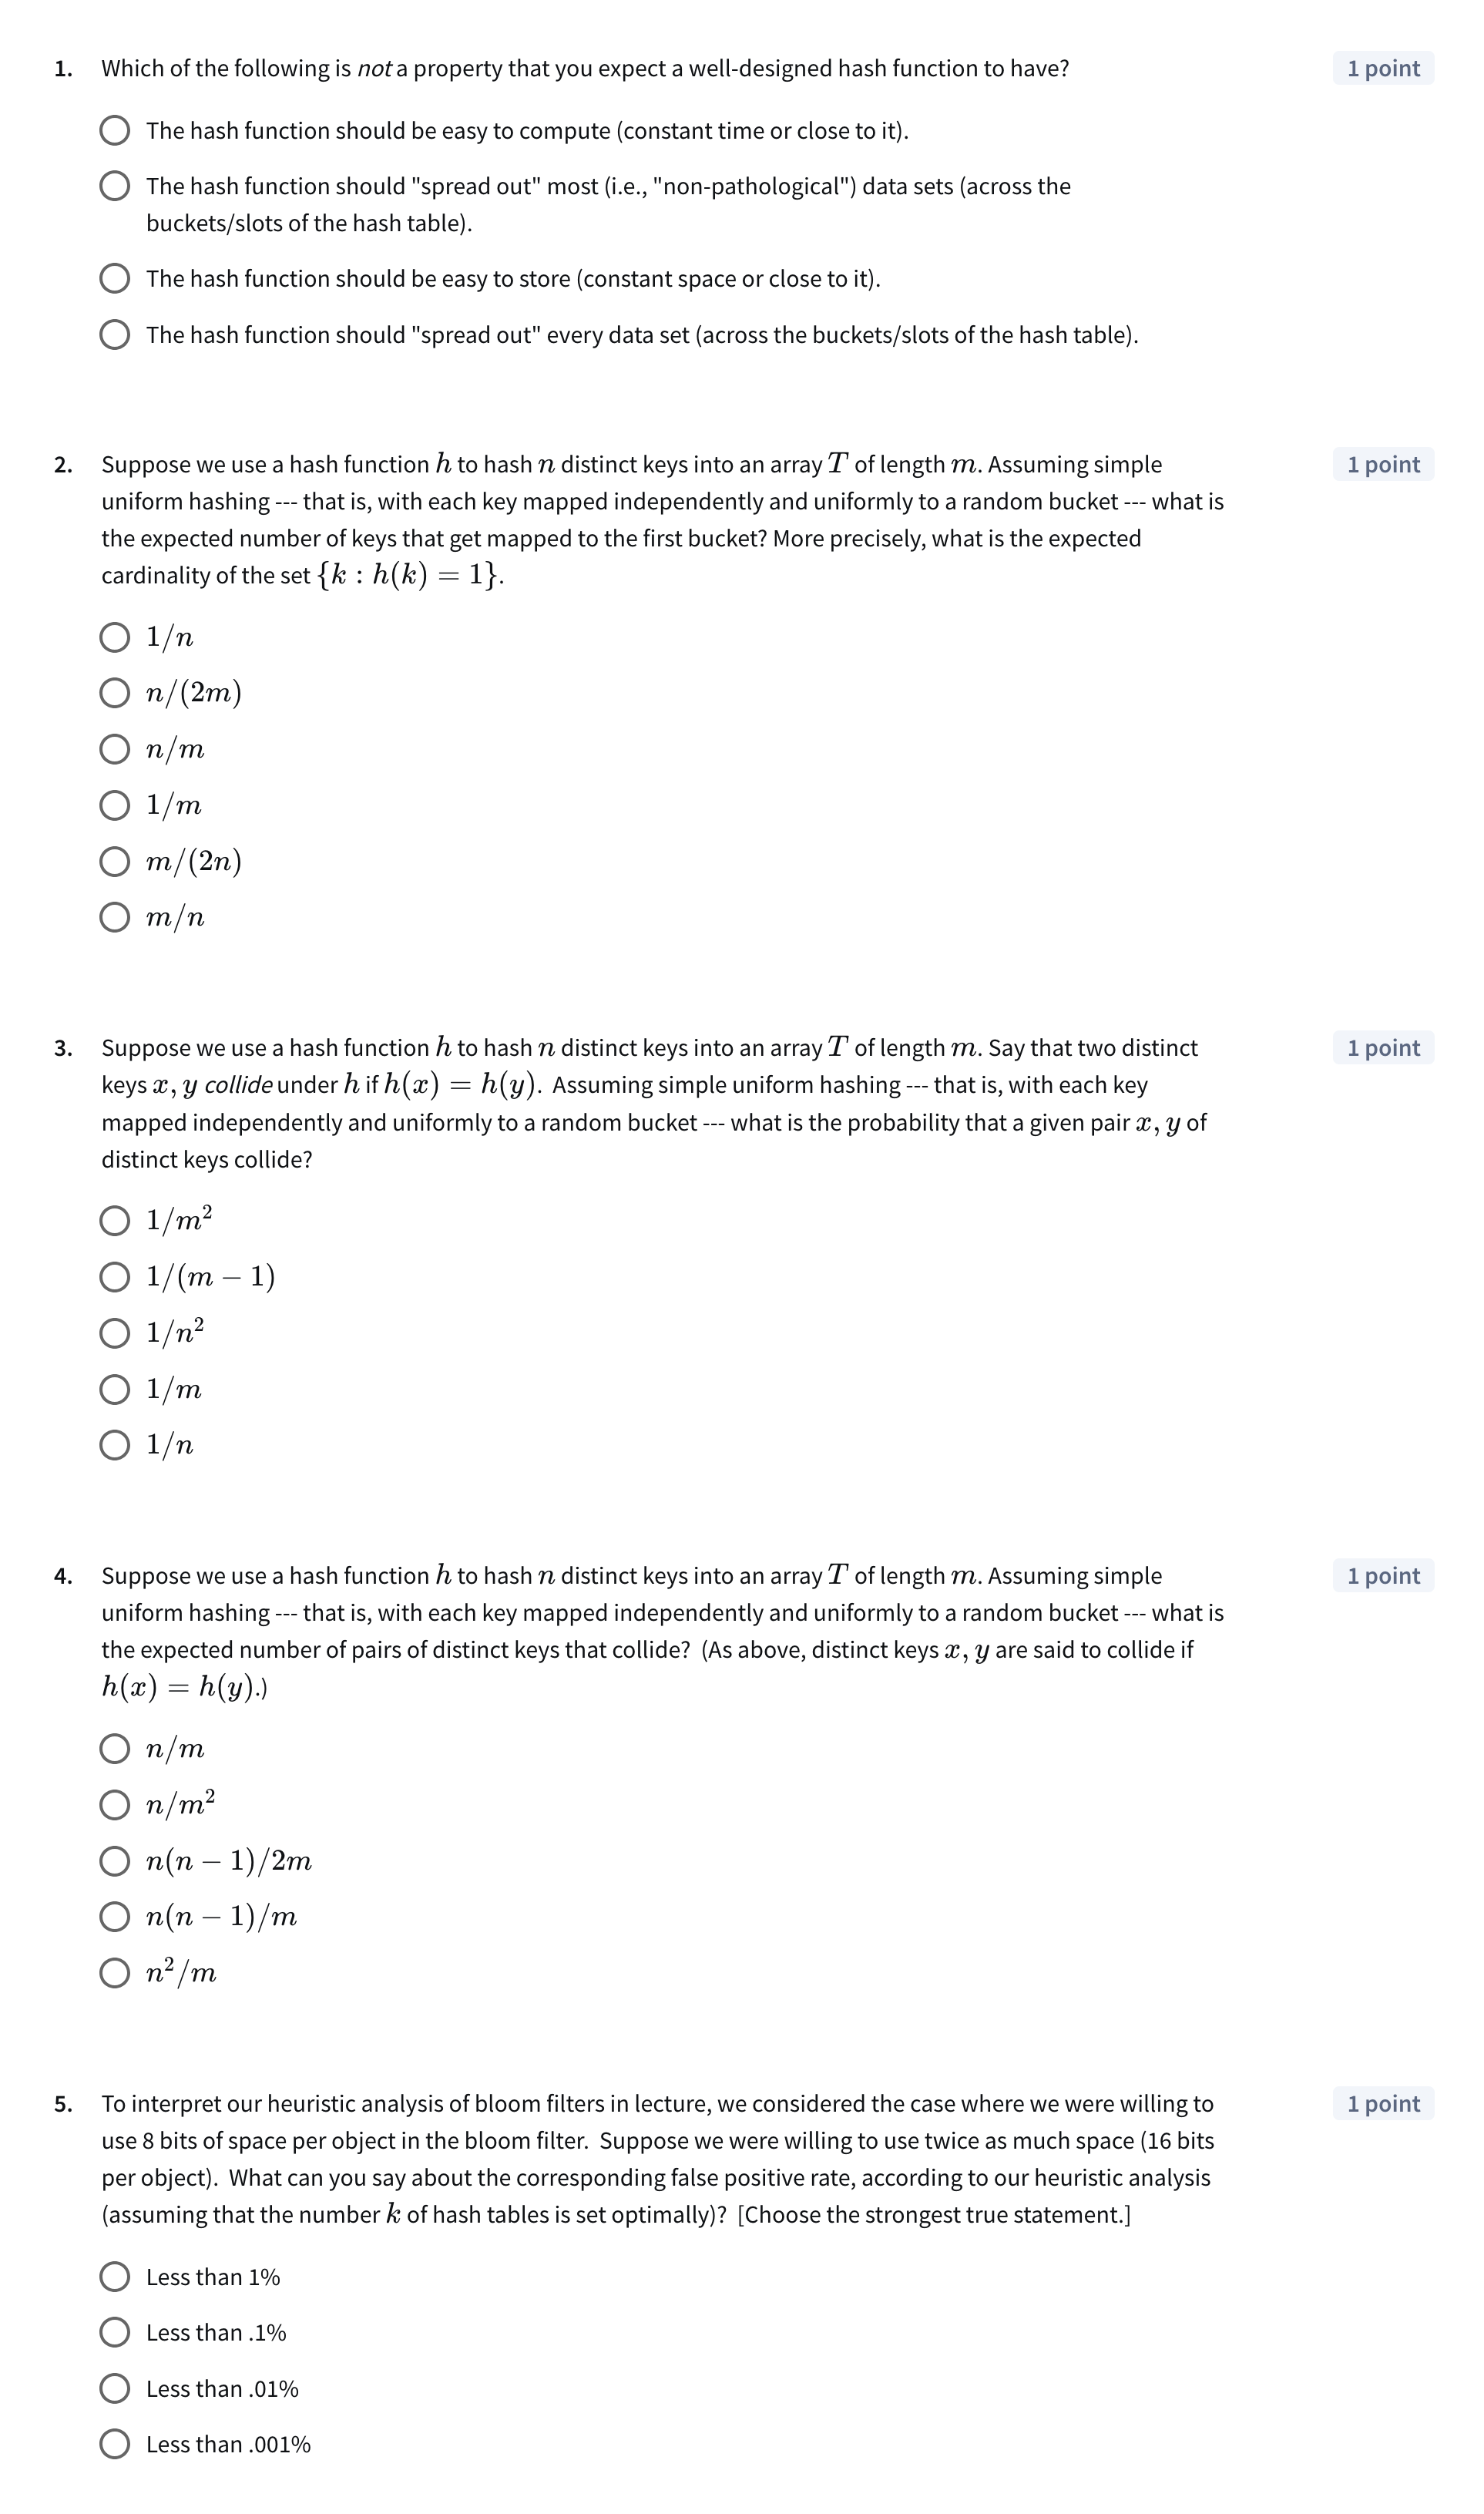 1. Which of the following is not a property that you expect a well-designed hash function to have? 1 point
The hash function should be easy to compute (constant time or close to it).
The hash function should "spread out" most (i.e., "non-pathological") data sets (across the
buckets/slots of the hash table).
The hash function should be easy to store (constant space or close to it).
The hash function should "spread out" every data set (across the buckets/slots of the hash table).
2. Suppose we use a hash function h to hash n distinct keys into an array T of length m. Assuming simple 1 point
uniform hashing --- that is, with each key mapped independently and uniformly to a random bucket --- what is
the expected number of keys that get mapped to the first bucket? More precisely, what is the expected
cardinality of the set {k : h(k) = 1}.
1/n
n/(2m)
n/m
1/m
m/(2n)
m/n
3. Suppose we use a hash function h to hash n distinct keys into an array T of length m. Say that two distinct 1 point
keys x, y collide under h if h(x) = h(y). Assuming simple uniform hashing --- that is, with each key
mapped independently and uniformly to a random bucket --- what is the probability that a given pair x, y of
distinct keys collide?
1/m²
1/(m − 1)
1/n²
1/m
1/n
4. Suppose we use a hash function h to hash n distinct keys into an array T of length m. Assuming simple 1 point
uniform hashing --- that is, with each key mapped independently and uniformly to a random bucket --- what is
the expected number of pairs of distinct keys that collide? (As above, distinct keys x, y are said to collide if
h(x) = h(y).)
n/m
n/m²
n(n − 1)/2m
n(n − 1)/m
n²/m
5. To interpret our heuristic analysis of bloom filters in lecture, we considered the case where we were willing to 1 point
use 8 bits of space per object in the bloom filter. Suppose we were willing to use twice as much space (16 bits
per object). What can you say about the corresponding false positive rate, according to our heuristic analysis
(assuming that the number k of hash tables is set optimally)? [Choose the strongest true statement.]
Less than 1%
Less than .1%
Less than .01%
Less than .001%